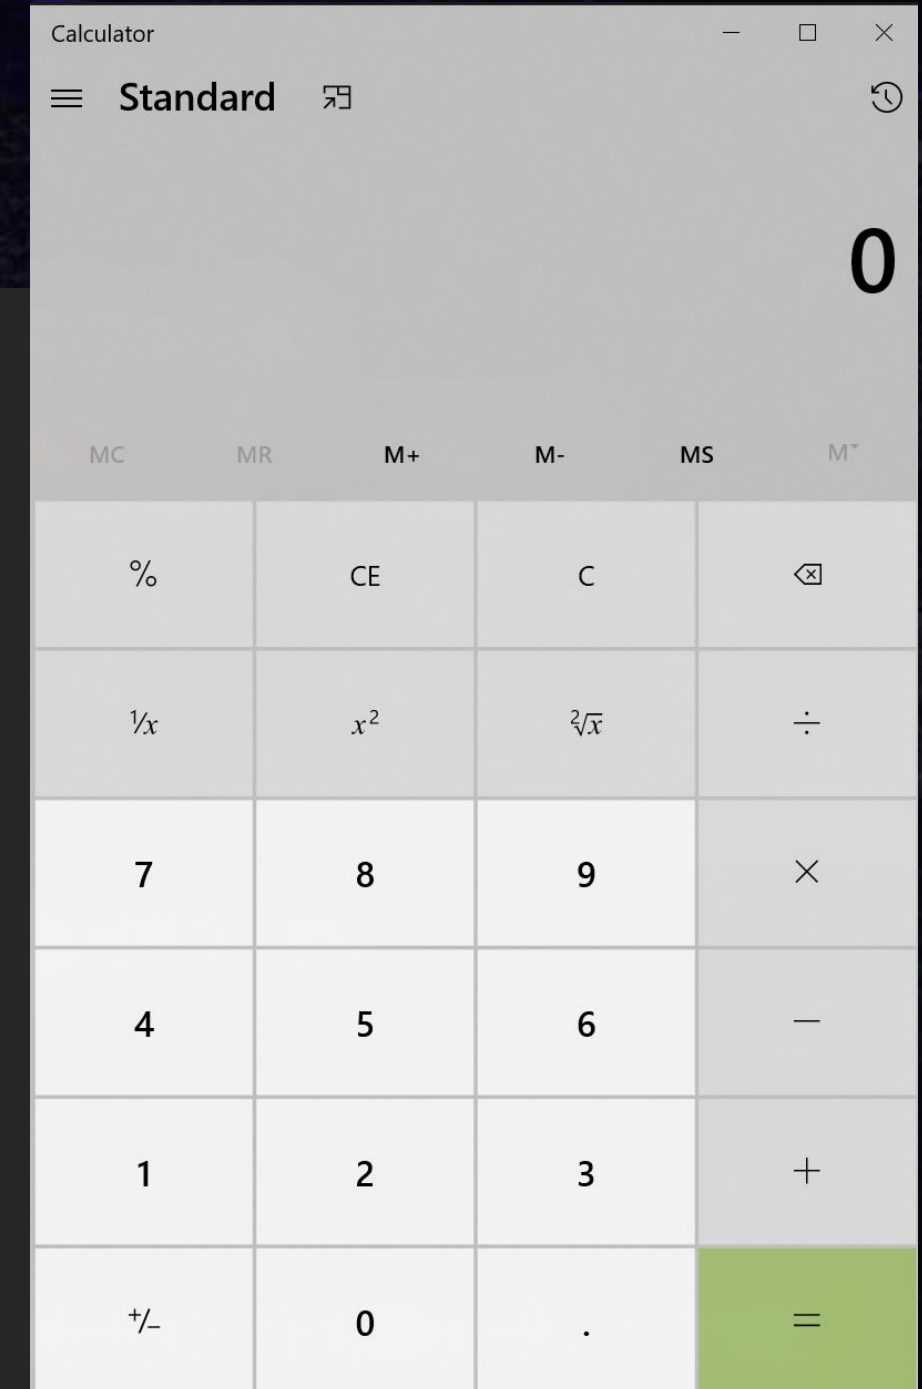 Calculator
Standard
0
MC MR M+ M- MS M˅
% CE C
¹/x x² ²√x ÷
7 8 9 ×
4 5 6 −
1 2 3 +
+/− 0 . =